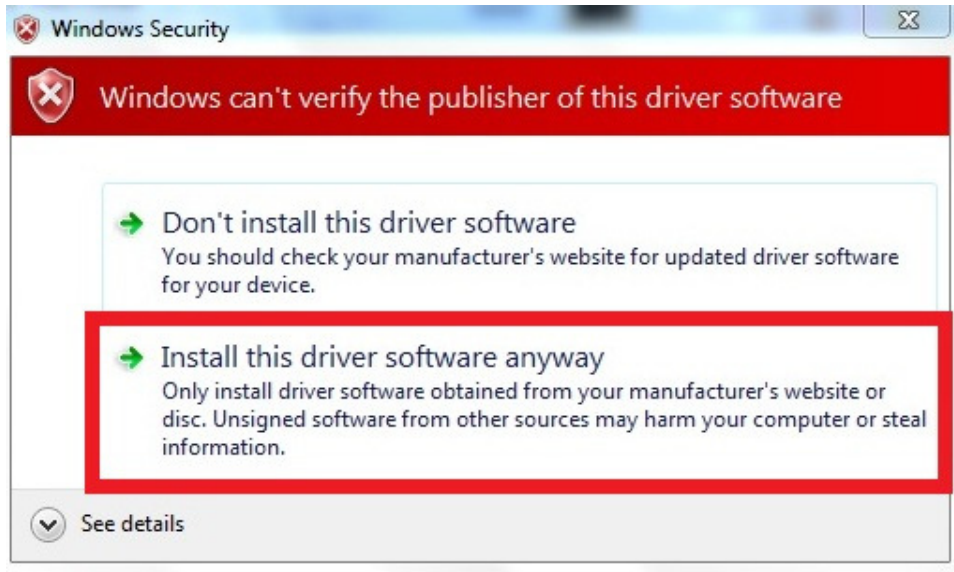 Windows Security
Windows can't verify the publisher of this driver software
Don't install this driver software
You should check your manufacturer's website for updated driver software
for your device.
Install this driver software anyway
Only install driver software obtained from your manufacturer's website or
disc. Unsigned software from other sources may harm your computer or steal
information.
See details